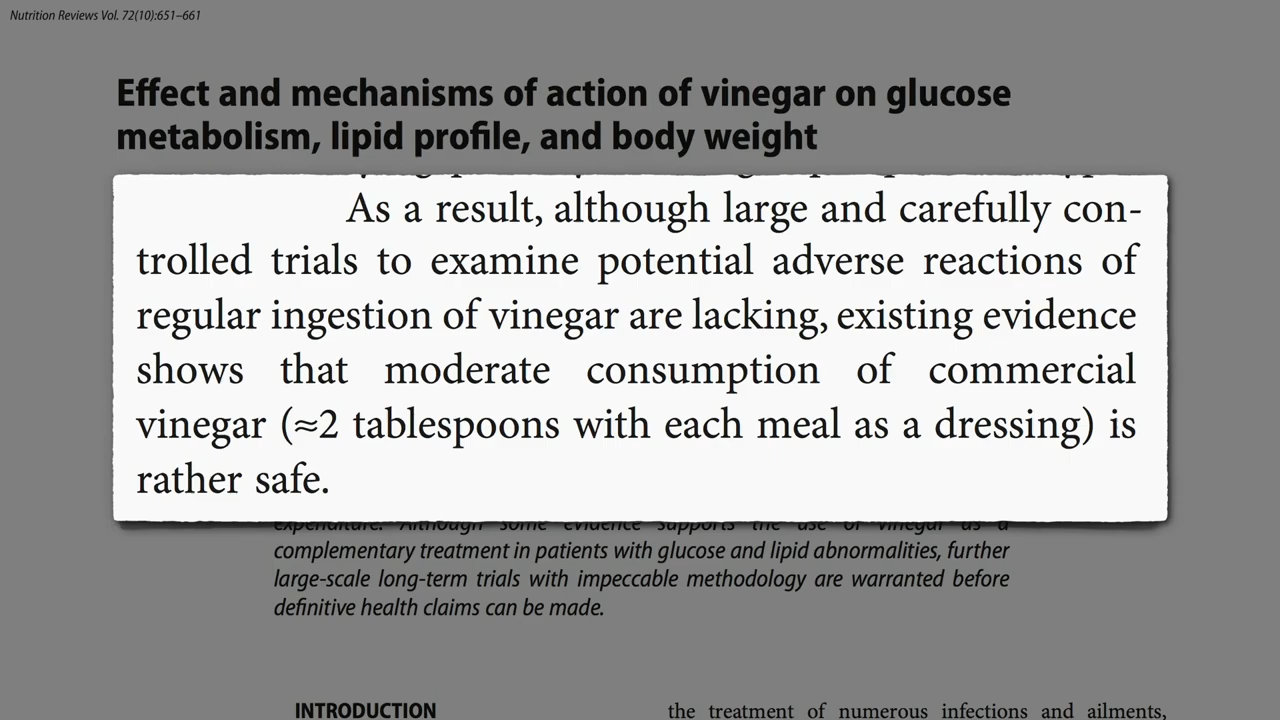 Nutrition Reviews Vol. 72(10):651–661
Effect and mechanisms of action of vinegar on glucose
metabolism, lipid profile, and body weight
As a result, although large and carefully con-
trolled trials to examine potential adverse reactions of
regular ingestion of vinegar are lacking, existing evidence
shows that moderate consumption of commercial
vinegar (≈2 tablespoons with each meal as a dressing) is
rather safe.
expenditure. Although some evidence supports the use of vinegar as a
complementary treatment in patients with glucose and lipid abnormalities, further
large-scale long-term trials with impeccable methodology are warranted before
definitive health claims can be made.
INTRODUCTION
the treatment of numerous infections and ailments,